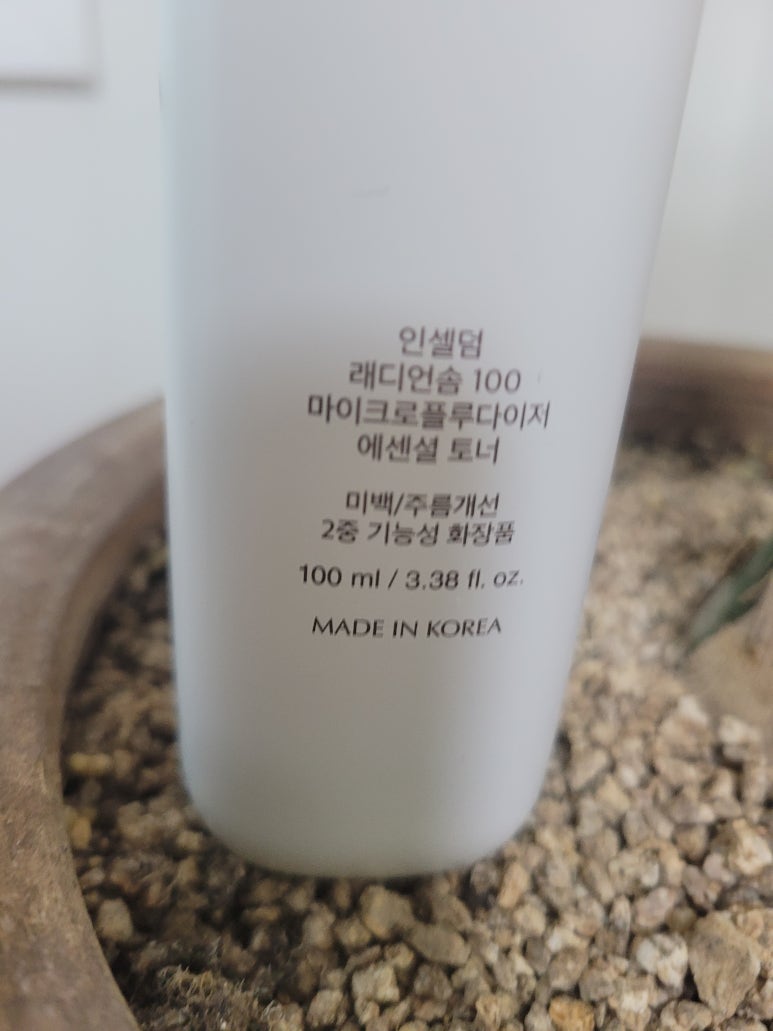 인셀덤
래디언솜 100
마이크로플루다이저
에센셜 토너
미백/주름개선
2중 기능성 화장품
100 ml / 3.38 fl. oz.
MADE IN KOREA